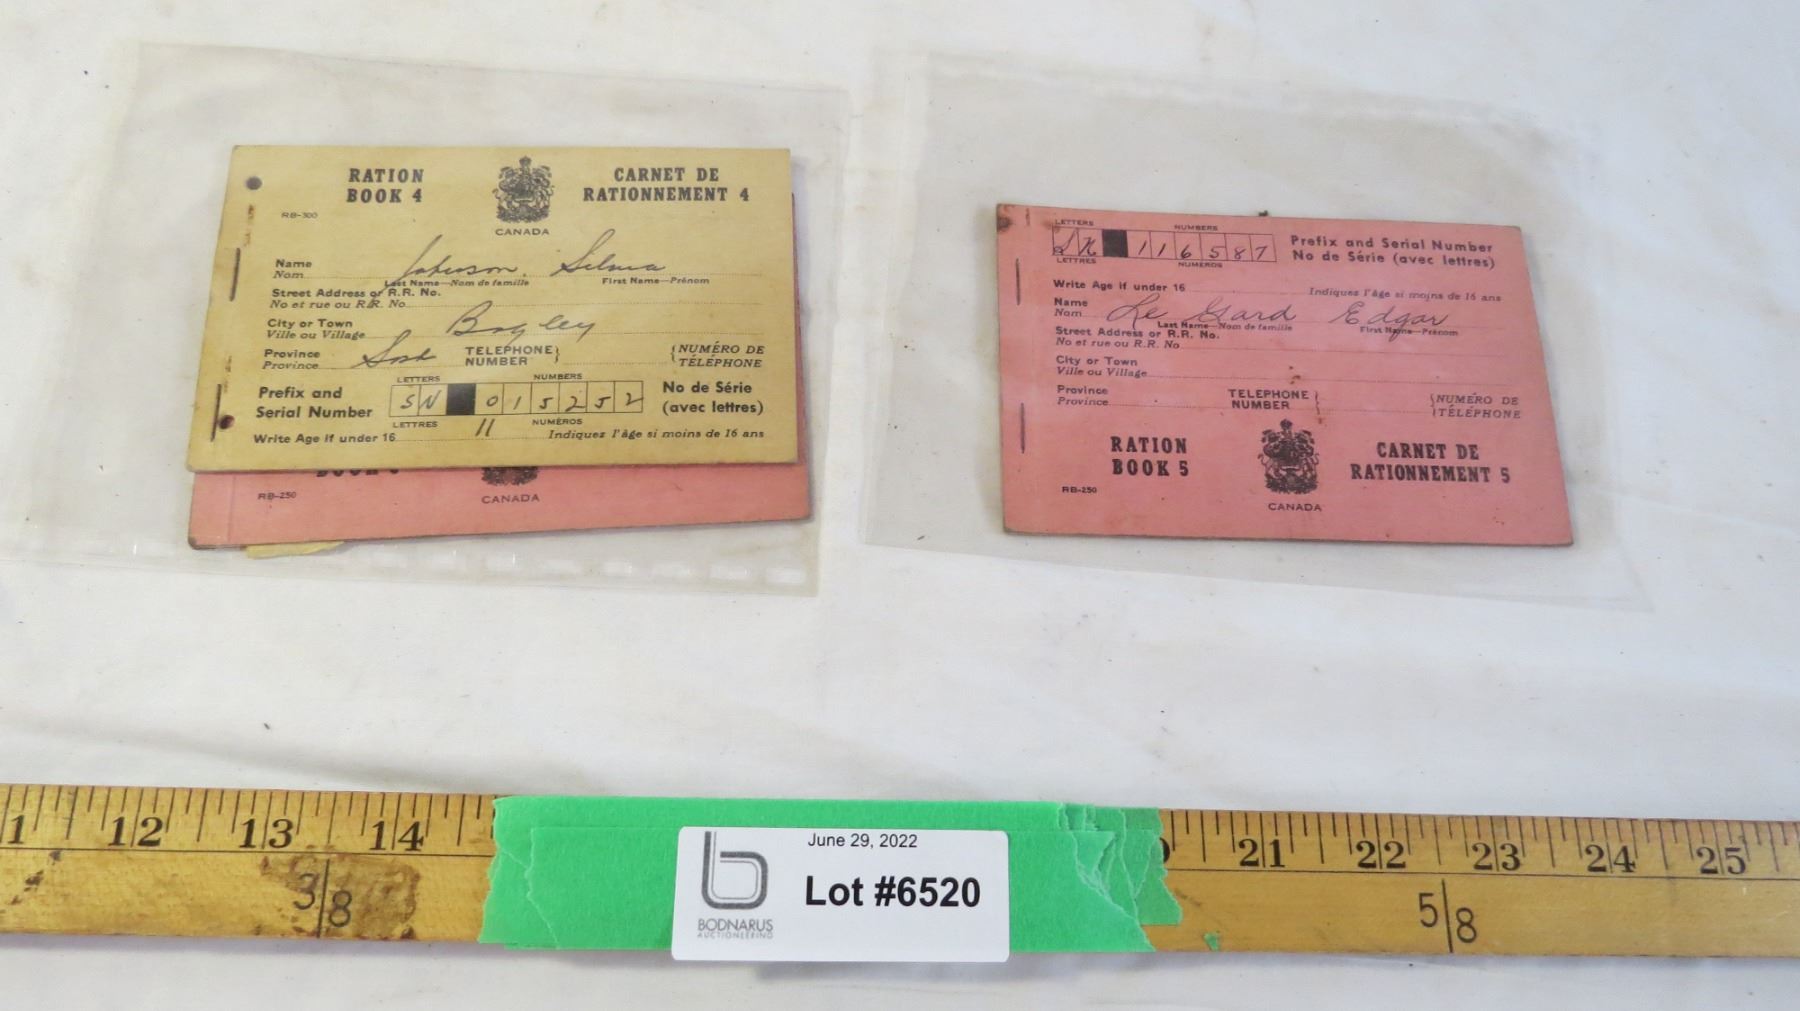 RATION BOOK 4
CARNET DE RATIONNEMENT 4
RB-300
CANADA
Name Johnson, Selma
Nom
Last Name—Nom de famille First Name—Prénom
Street Address or R.R. No.
No et rue ou R.R. No
City or Town Bagley
Ville ou Village
Province Sask TELEPHONE NUMBER} {NUMÉRO DE TÉLÉPHONE
Province
LETTERS NUMBERS
Prefix and Serial Number SN 015252 No de Série (avec lettres)
LETTRES NUMÉROS
Write Age if under 16 11 Indiquez l'âge si moins de 16 ans
RB-250
CANADA
LETTERS NUMBERS
116587 Prefix and Serial Number
No de Série (avec lettres)
LETTRES NUMÉROS
Write Age if under 16 Indiquez l'âge si moins de 16 ans
Name Le Gard Edgar
Nom
Last Name—Nom de famille First Name—Prénom
Street Address or R.R. No.
No et rue ou R.R. No
City or Town
Ville ou Village
Province TELEPHONE NUMBER} {NUMÉRO DE TÉLÉPHONE
Province
RATION BOOK 5
CARNET DE RATIONNEMENT 5
RB-250
CANADA
1 12 13 14 21 22 23 24 25
3/8 5/8
June 29, 2022
Lot #6520
BODNARUS
AUCTIONEERING